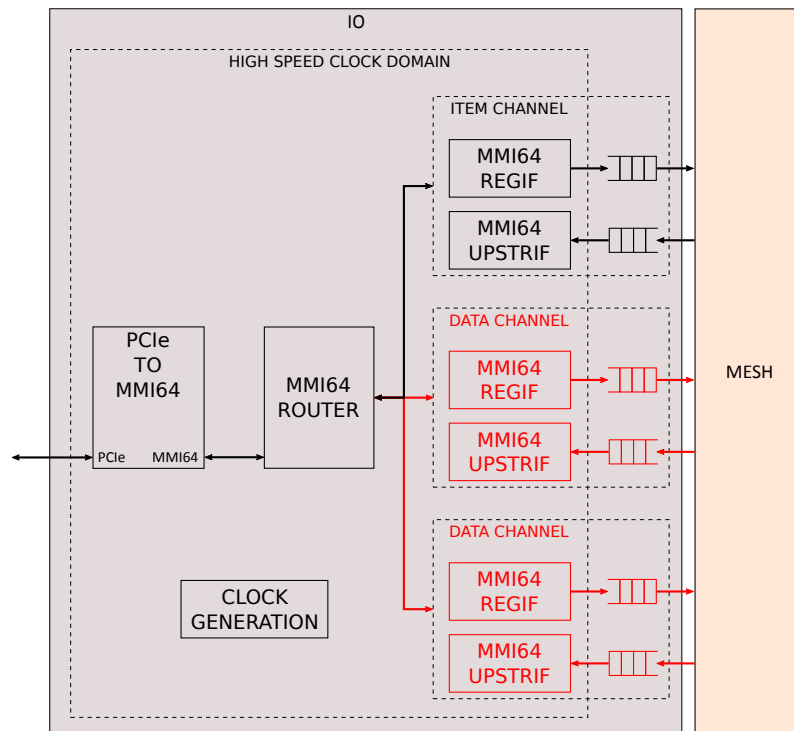 IO
HIGH SPEED CLOCK DOMAIN
ITEM CHANNEL
MMI64
REGIF
MMI64
UPSTRIF
DATA CHANNEL
MMI64
REGIF
MMI64
UPSTRIF
DATA CHANNEL
MMI64
REGIF
MMI64
UPSTRIF
PCIe
TO
MMI64
PCIe
MMI64
MMI64
ROUTER
CLOCK
GENERATION
MESH